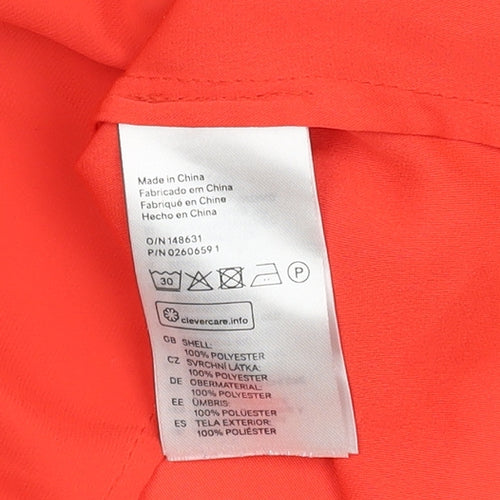 Made in China
Fabricado em China
Fabriqué en Chine
Hecho en China
O/N 148631
P/N 0260659 1
30
P
clevercare.info
GB SHELL:
100% POLYESTER
CZ SVRCHNÍ LÁTKA:
100% POLYESTER
DE OBERMATERIAL:
100% POLYESTER
EE ÜMBRIS:
100% POLÜESTER
ES TELA EXTERIOR:
100% POLIÉSTER